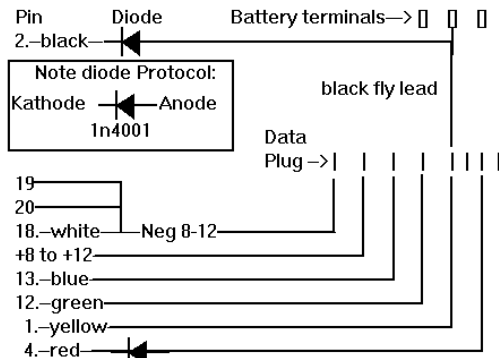 Pin Diode Battery terminals—>
2.–black
Note diode Protocol:
Kathode Anode
1n4001
black fly lead
Data
Plug –>
19
20
18.–white Neg 8-12
+8 to +12
13.–blue
12.–green
1.–yellow
4.–red